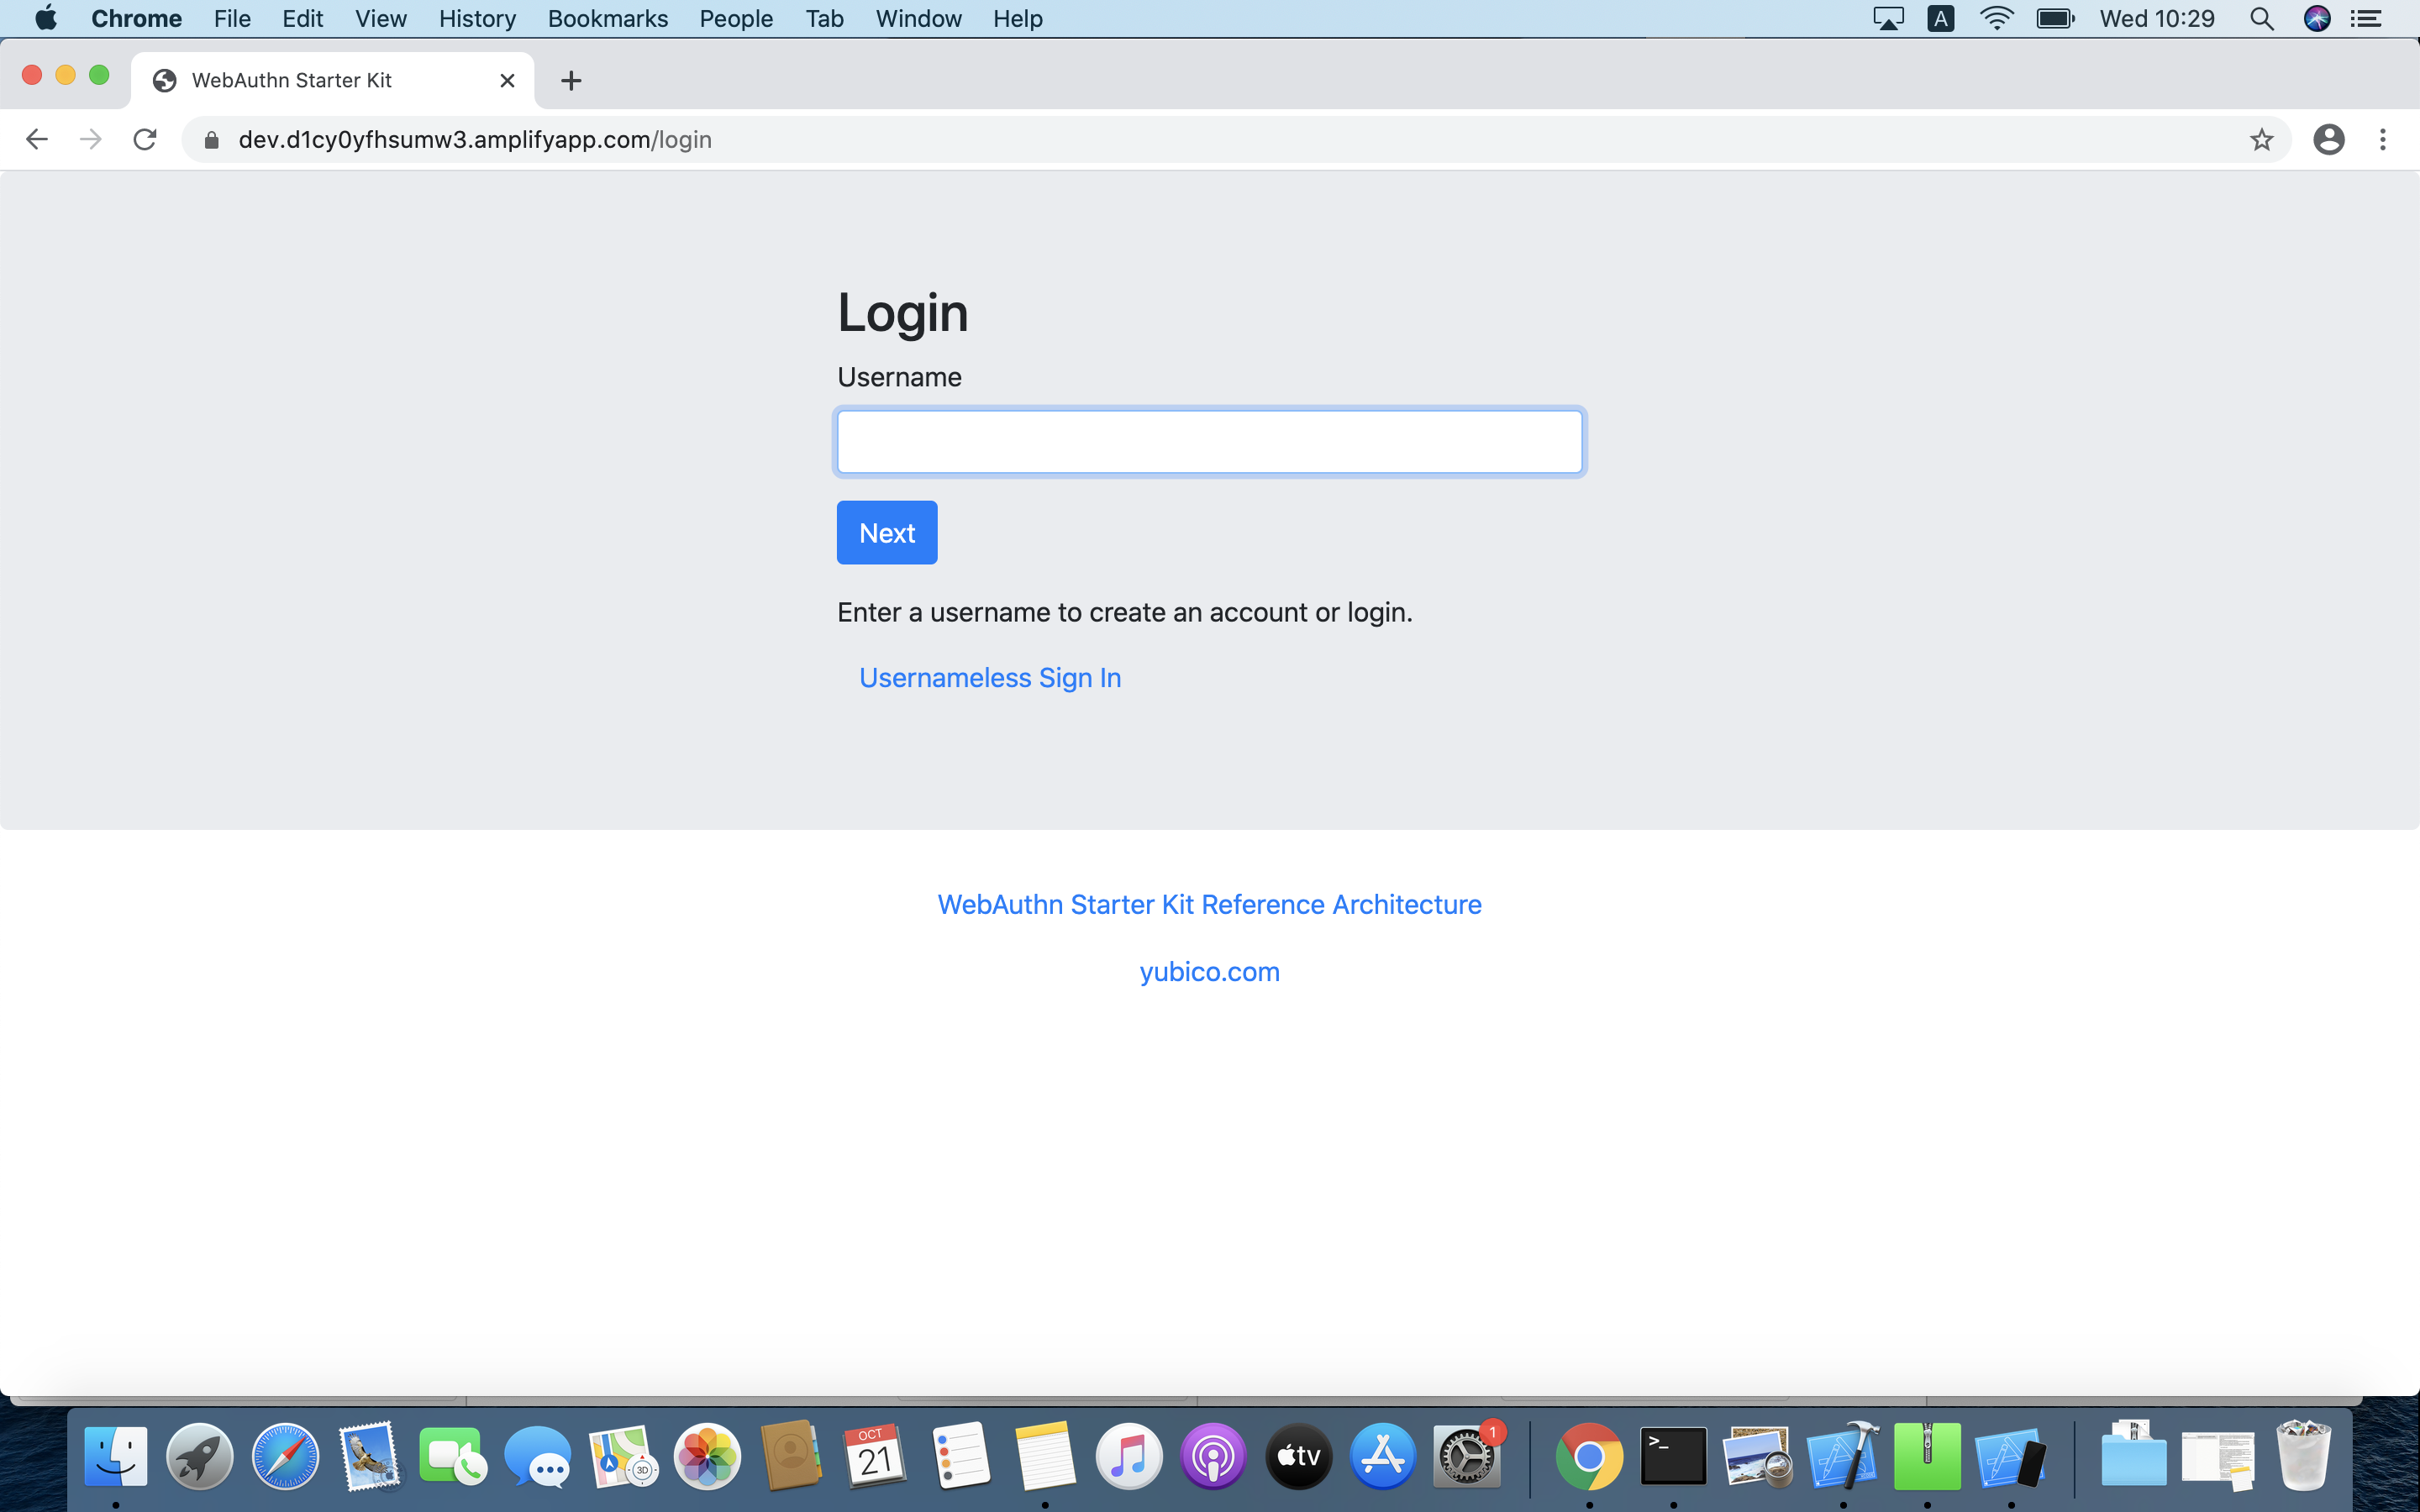 Chrome File Edit View History Bookmarks People Tab Window Help A Wed 10:29
WebAuthn Starter Kit
dev.d1cy0yfhsumw3.amplifyapp.com/login
Login
Username
Next
Enter a username to create an account or login.
Usernameless Sign In
WebAuthn Starter Kit Reference Architecture
yubico.com
OCT
21
3D
tv
1
>_